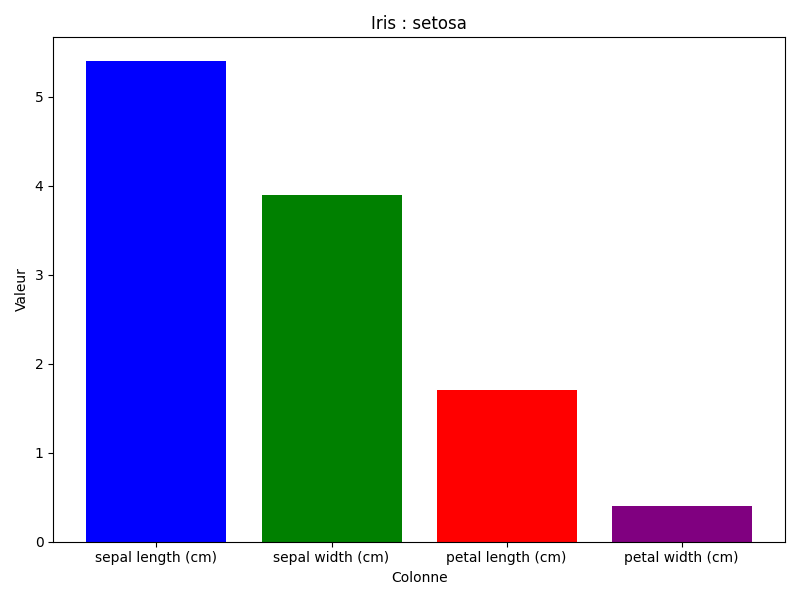 Iris : setosa
Valeur
5
4
3
2
1
0
sepal length (cm)
sepal width (cm)
petal length (cm)
petal width (cm)
Colonne